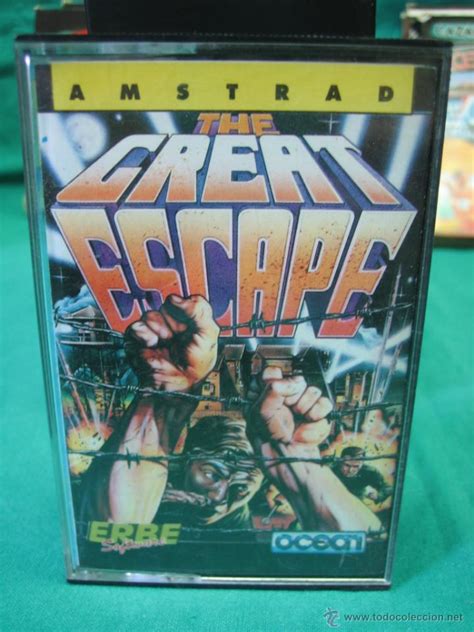 AMSTRAD
THE
GREAT
ESCAPE
ERBE
Software
ocean
© www.todocoleccion.net